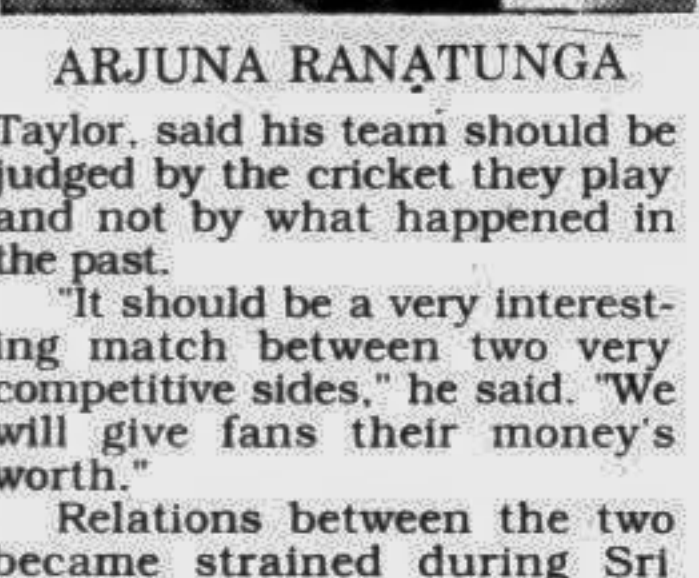 ARJUNA RANATUNGA
Taylor, said his team should be
judged by the cricket they play
and not by what happened in
the past.
"It should be a very interest-
ing match between two very
competitive sides," he said. "We
will give fans their money's
worth."
Relations between the two
became strained during Sri